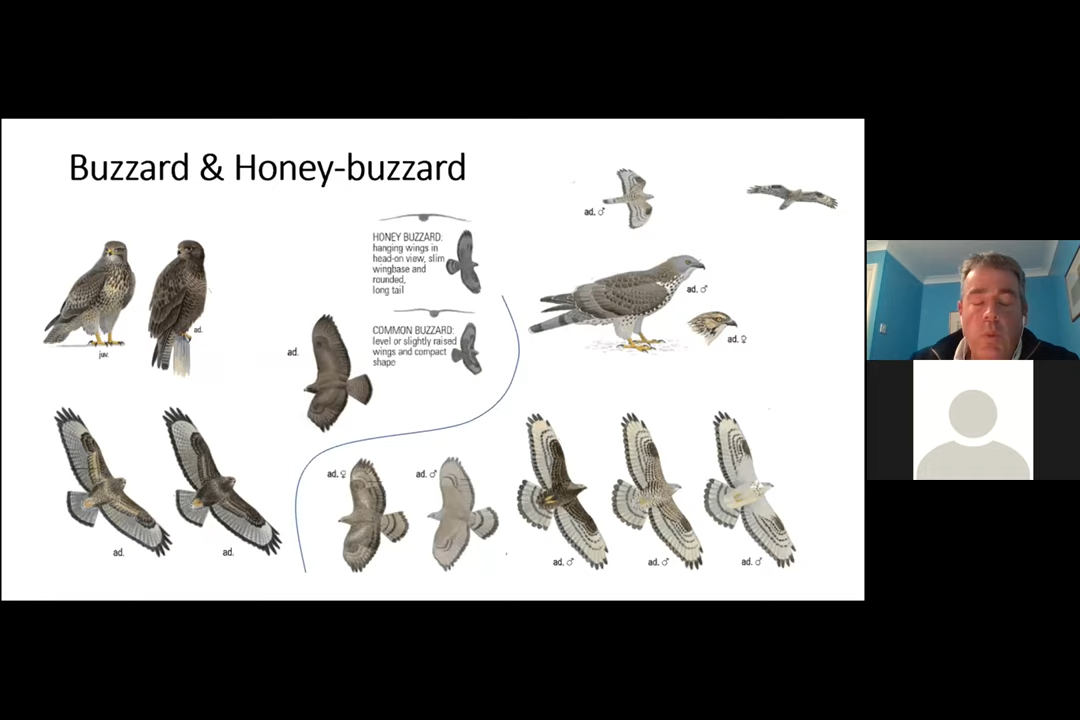 Buzzard & Honey-buzzard
ad. ♂
HONEY BUZZARD:
hanging wings in
head-on view, slim
wingbase and
rounded,
long tail
ad. ♂
COMMON BUZZARD:
level or slightly raised
wings and compact
shape
ad.
juv.
ad. ♀
ad.
ad. ♀
ad. ♂
ad.
ad.
ad. ♂
ad. ♂
ad. ♂